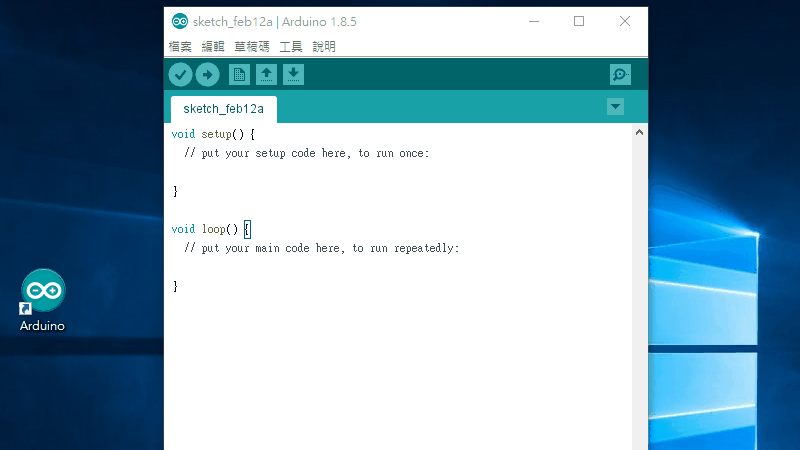 sketch_feb12a | Arduino 1.8.5
檔案 編輯 草稿碼 工具 說明
sketch_feb12a
void setup() {
// put your setup code here, to run once:
}
void loop() {
// put your main code here, to run repeatedly:
}
Arduino